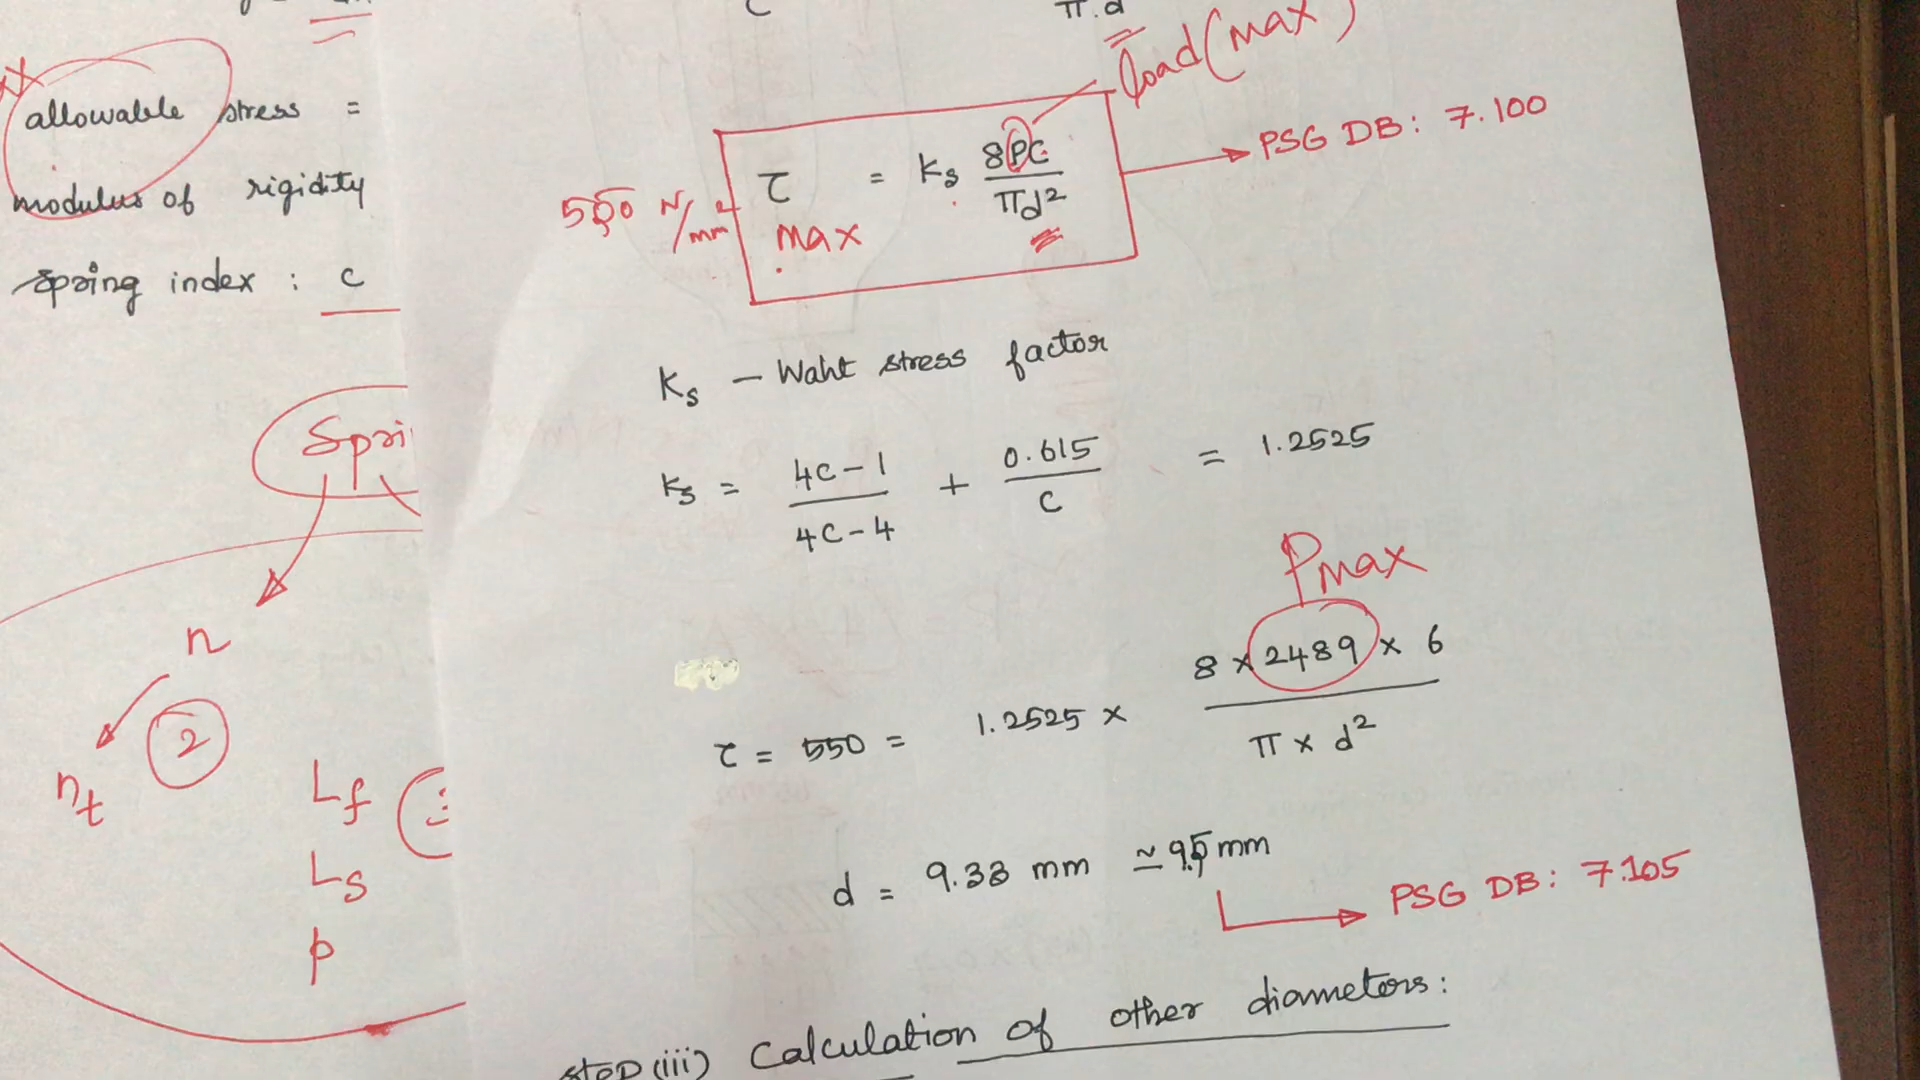 allowable stress =
modulus of rigidity
spring index : c
Spri
n
2
nt
Lf
Ls
p
π.d
load (max)
550 N/mm2
τ max = ks 8PC / πd²
PSG DB: 7.100
Ks – Waht stress factor
ks = 4C-1 / 4C-4 + 0.615 / C = 1.2525
Pmax
τ = 550 = 1.2525 × 8 × 2489 × 6 / π × d²
d = 9.33 mm ≃ 9.5 mm
PSG DB: 7.105
step (iii) Calculation of other diameters: